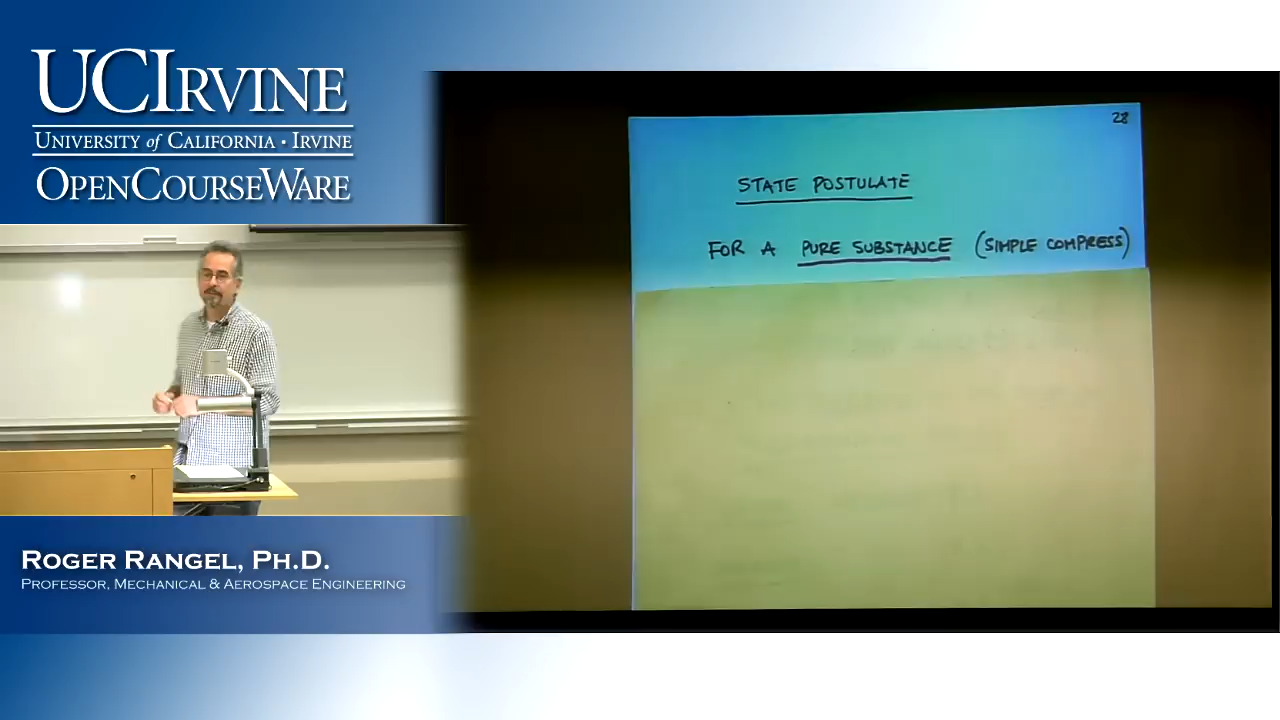 UCIRVINE
UNIVERSITY of CALIFORNIA · IRVINE
OPENCOURSEWARE
28
STATE POSTULATE
FOR A PURE SUBSTANCE (SIMPLE COMPRESS)
ROGER RANGEL, PH.D.
PROFESSOR, MECHANICAL & AEROSPACE ENGINEERING